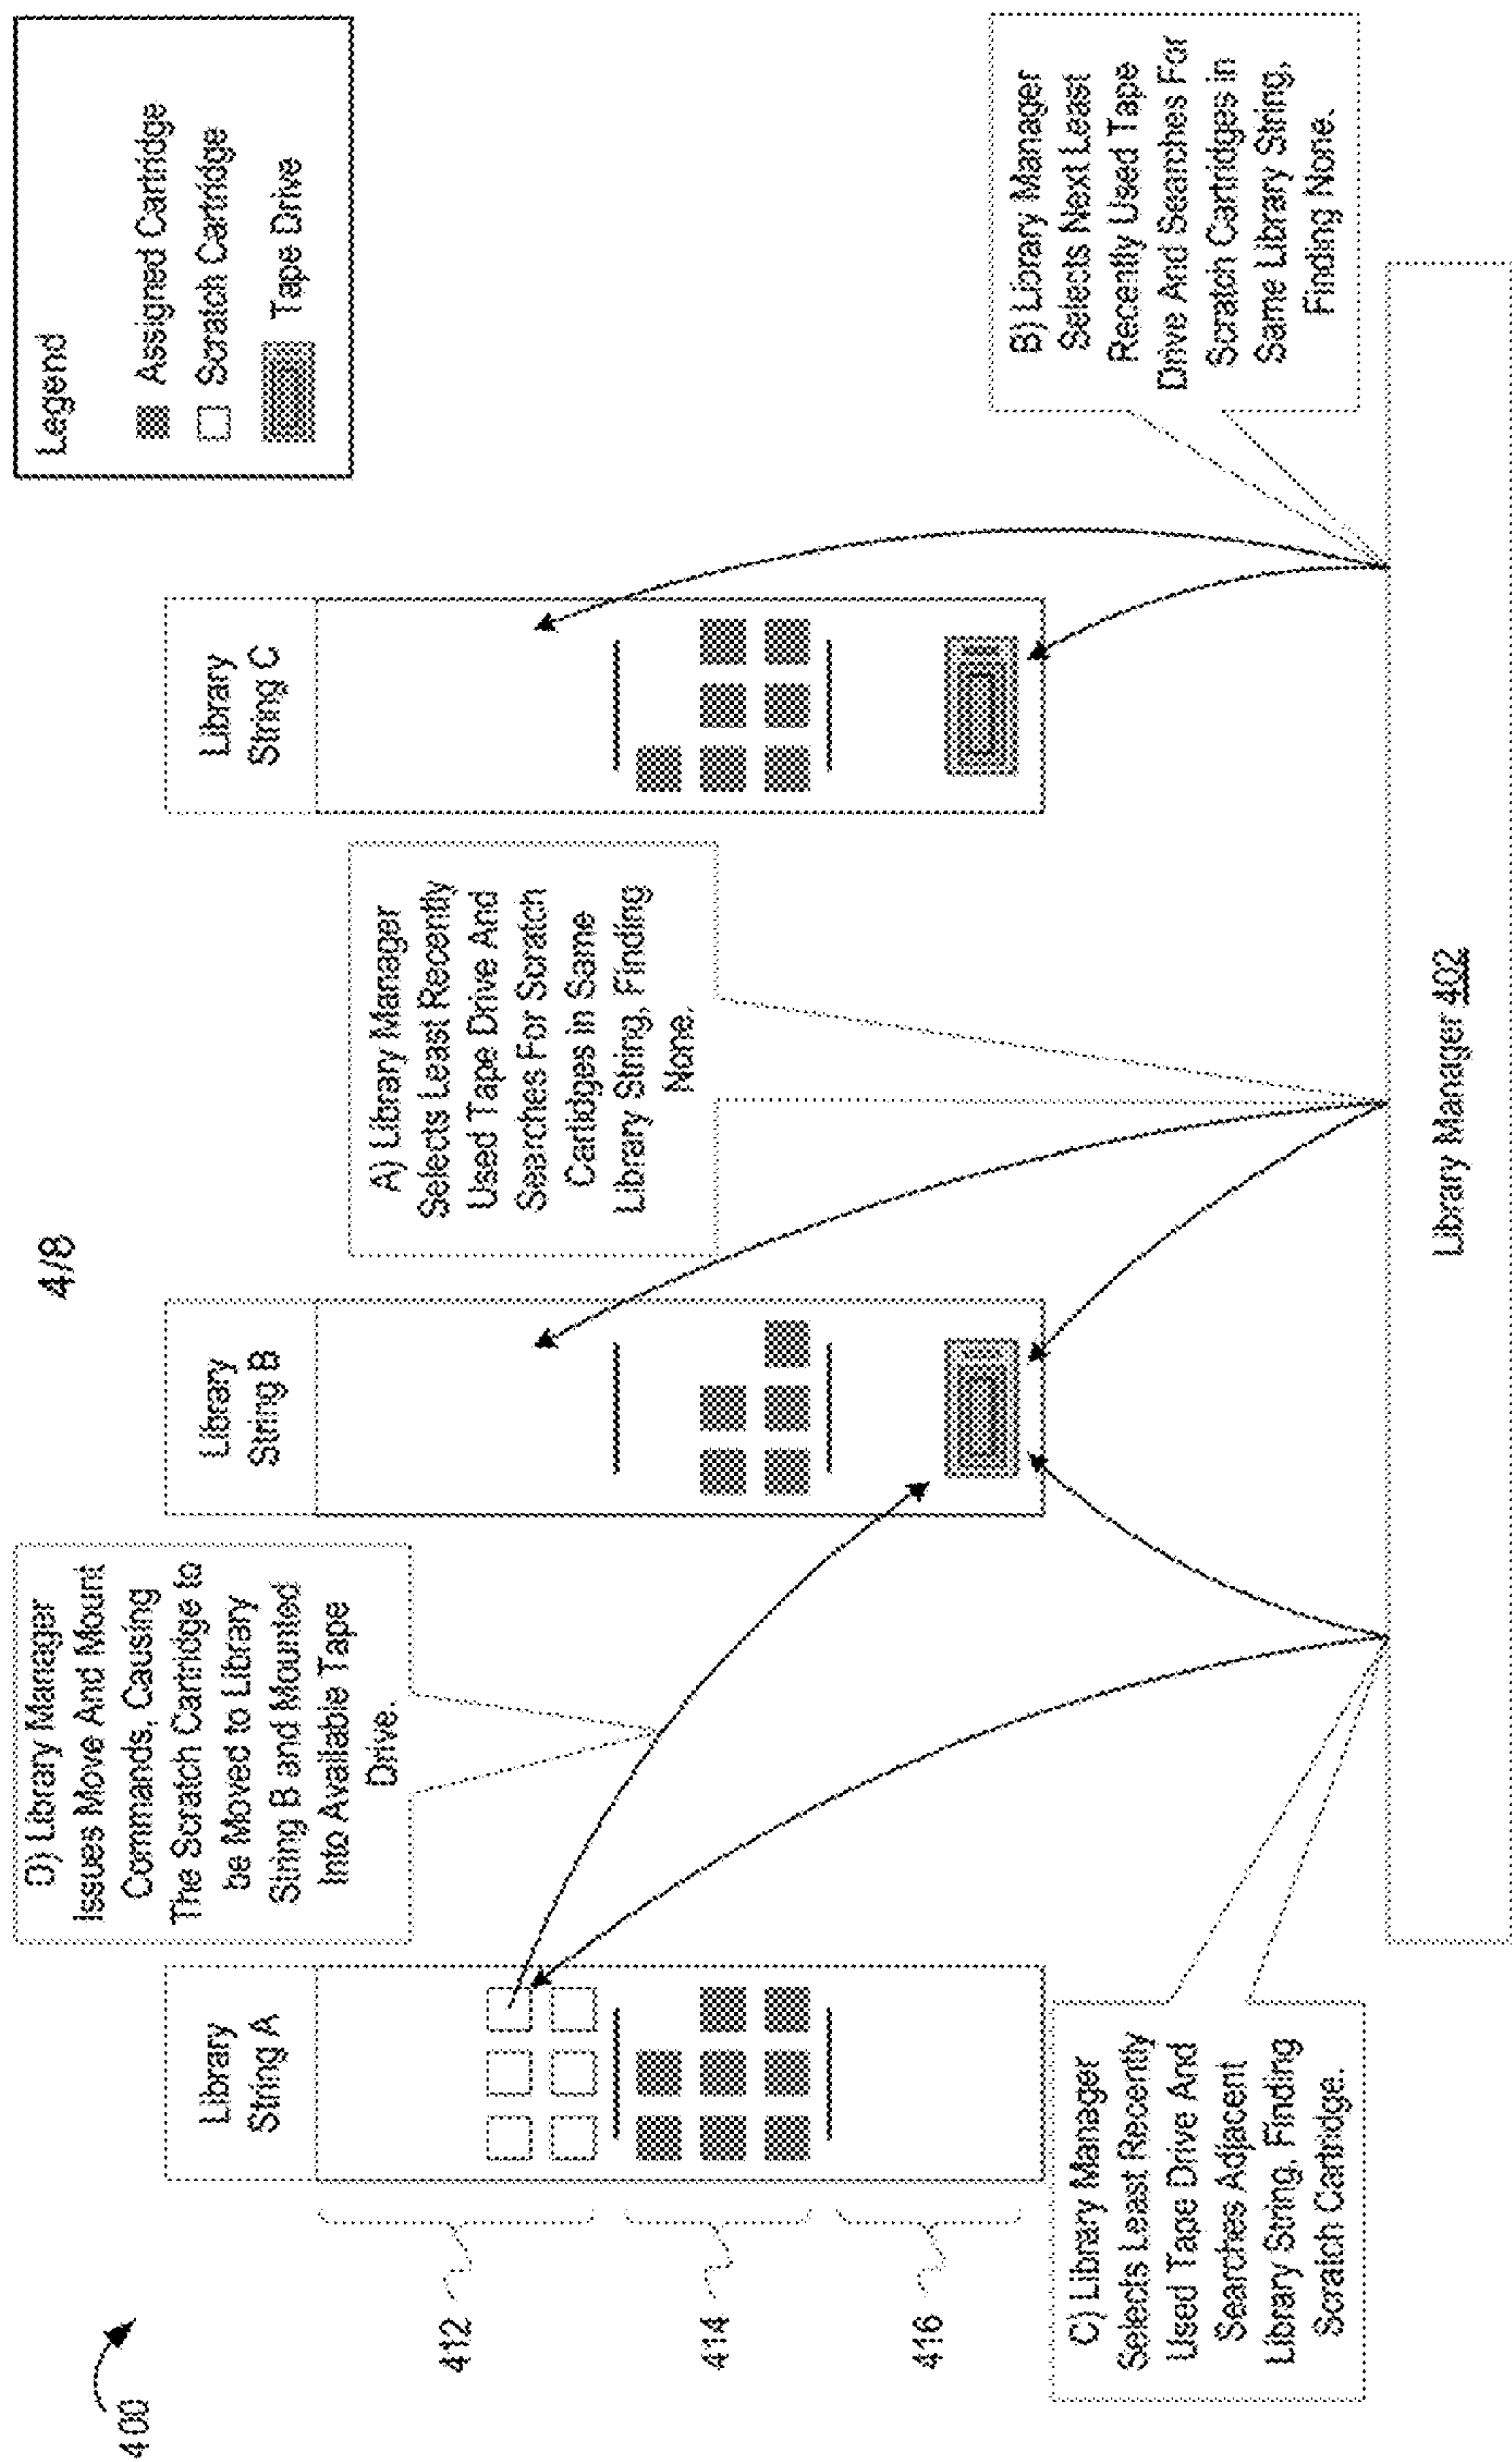 4/8
400
Legend
Assigned Cartridge
Scratch Cartridge
Tape Drive
D) Library Manager
Issues Move And Mount
Commands, Causing
The Scratch Cartridge to
be Moved to Library
String B and Mounted
Into Available Tape
Drive.
Library
String A
Library
String B
Library
String C
A) Library Manager
Selects Least Recently
Used Tape Drive And
Searches For Scratch
Cartidges in Same
Library String, Finding
None.
412
414
416
C) Library Manager
Selects Least Recently
Used Tape Drive And
Searches Adjacent
Library String, Finding
Scratch Cartridge.
B) Library Manager
Selects Next Least
Recently Used Tape
Drive And Searches For
Scratch Cartridges in
Same Library String,
Finding None.
Library Manager 402